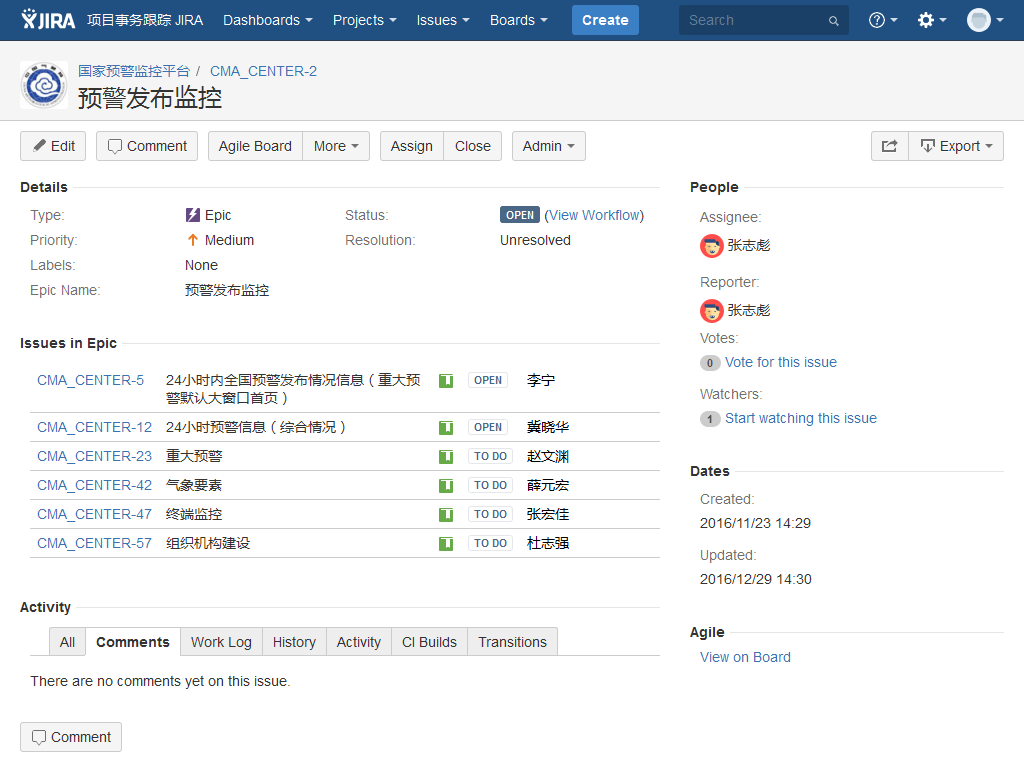 JIRA 项目事务跟踪 JIRA Dashboards Projects Issues Boards Create Search
国家预警监控平台 / CMA_CENTER-2
预警发布监控
Edit Comment Agile Board More Assign Close Admin Export
Details
Type: Epic Status: OPEN (View Workflow)
Priority: Medium Resolution: Unresolved
Labels: None
Epic Name: 预警发布监控
Issues in Epic
CMA_CENTER-5 24小时内全国预警发布情况信息（重大预 OPEN 李宁
警默认大窗口首页）
CMA_CENTER-12 24小时预警信息（综合情况） OPEN 冀晓华
CMA_CENTER-23 重大预警 TO DO 赵文渊
CMA_CENTER-42 气象要素 TO DO 薛元宏
CMA_CENTER-47 终端监控 TO DO 张宏佳
CMA_CENTER-57 组织机构建设 TO DO 杜志强
Activity
All Comments Work Log History Activity CI Builds Transitions
There are no comments yet on this issue.
Comment
People
Assignee:
张志彪
Reporter:
张志彪
Votes:
0 Vote for this issue
Watchers:
1 Start watching this issue
Dates
Created:
2016/11/23 14:29
Updated:
2016/12/29 14:30
Agile
View on Board